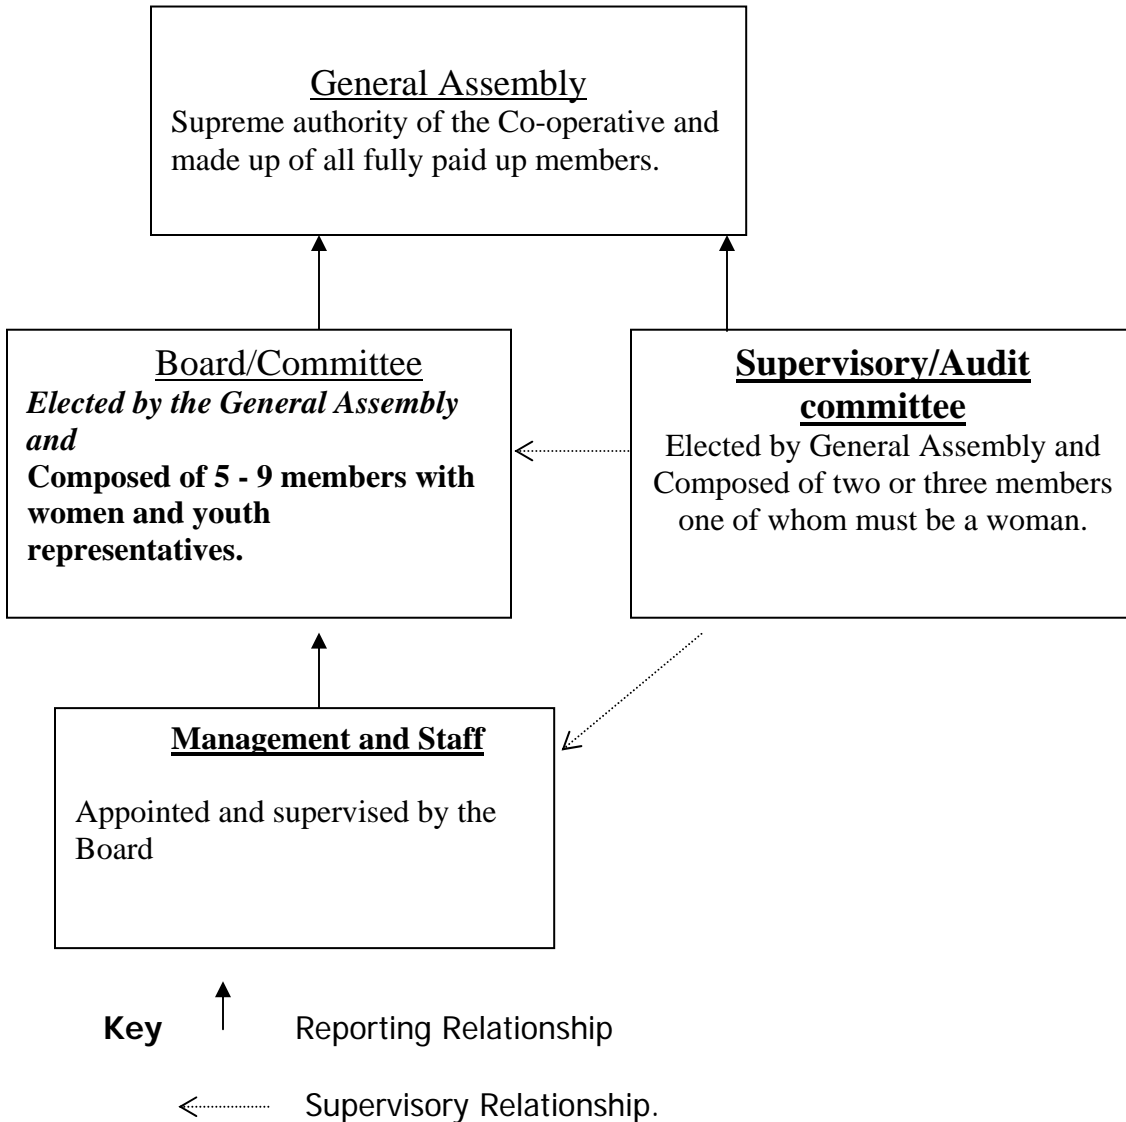 General Assembly
Supreme authority of the Co-operative and
made up of all fully paid up members.
Board/Committee
Elected by the General Assembly
and
Composed of 5 - 9 members with
women and youth
representatives.
Supervisory/Audit
committee
Elected by General Assembly and
Composed of two or three members
one of whom must be a woman.
Management and Staff
Appointed and supervised by the
Board
Key Reporting Relationship
Supervisory Relationship.